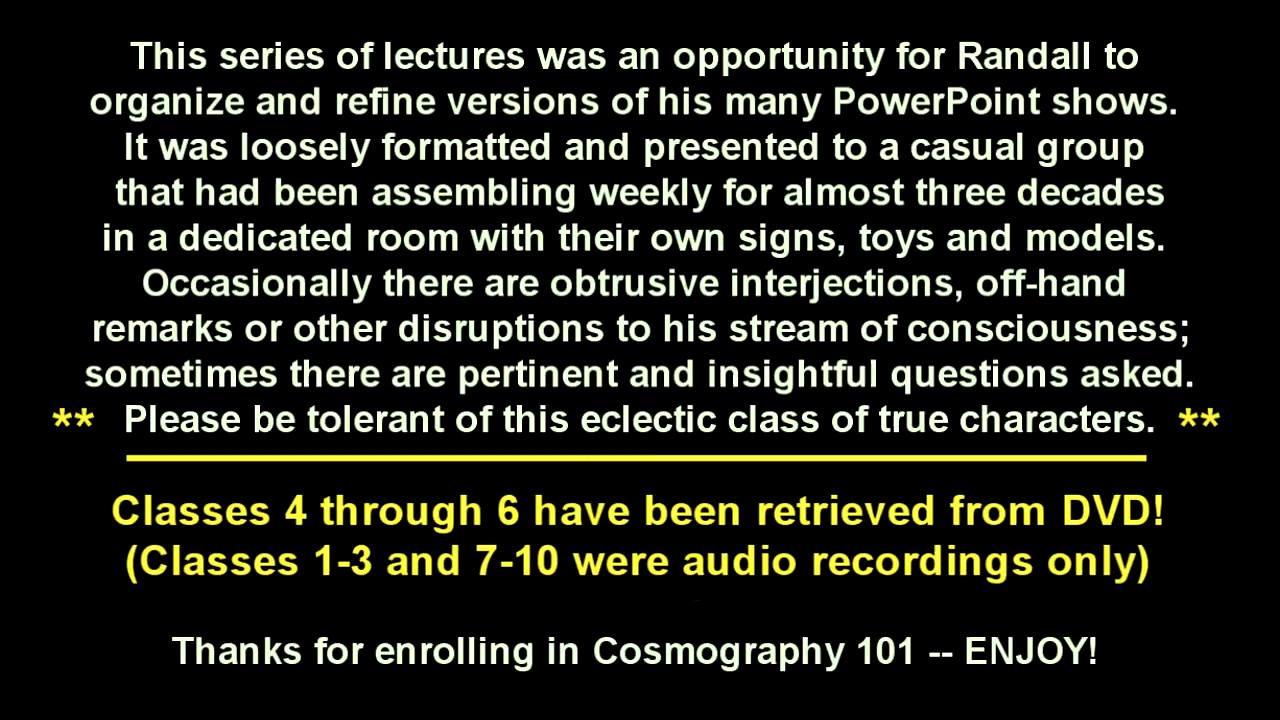 This series of lectures was an opportunity for Randall to
organize and refine versions of his many PowerPoint shows.
It was loosely formatted and presented to a casual group
that had been assembling weekly for almost three decades
in a dedicated room with their own signs, toys and models.
Occasionally there are obtrusive interjections, off-hand
remarks or other disruptions to his stream of consciousness;
sometimes there are pertinent and insightful questions asked.
** Please be tolerant of this eclectic class of true characters. **
Classes 4 through 6 have been retrieved from DVD!
(Classes 1-3 and 7-10 were audio recordings only)
Thanks for enrolling in Cosmography 101 -- ENJOY!